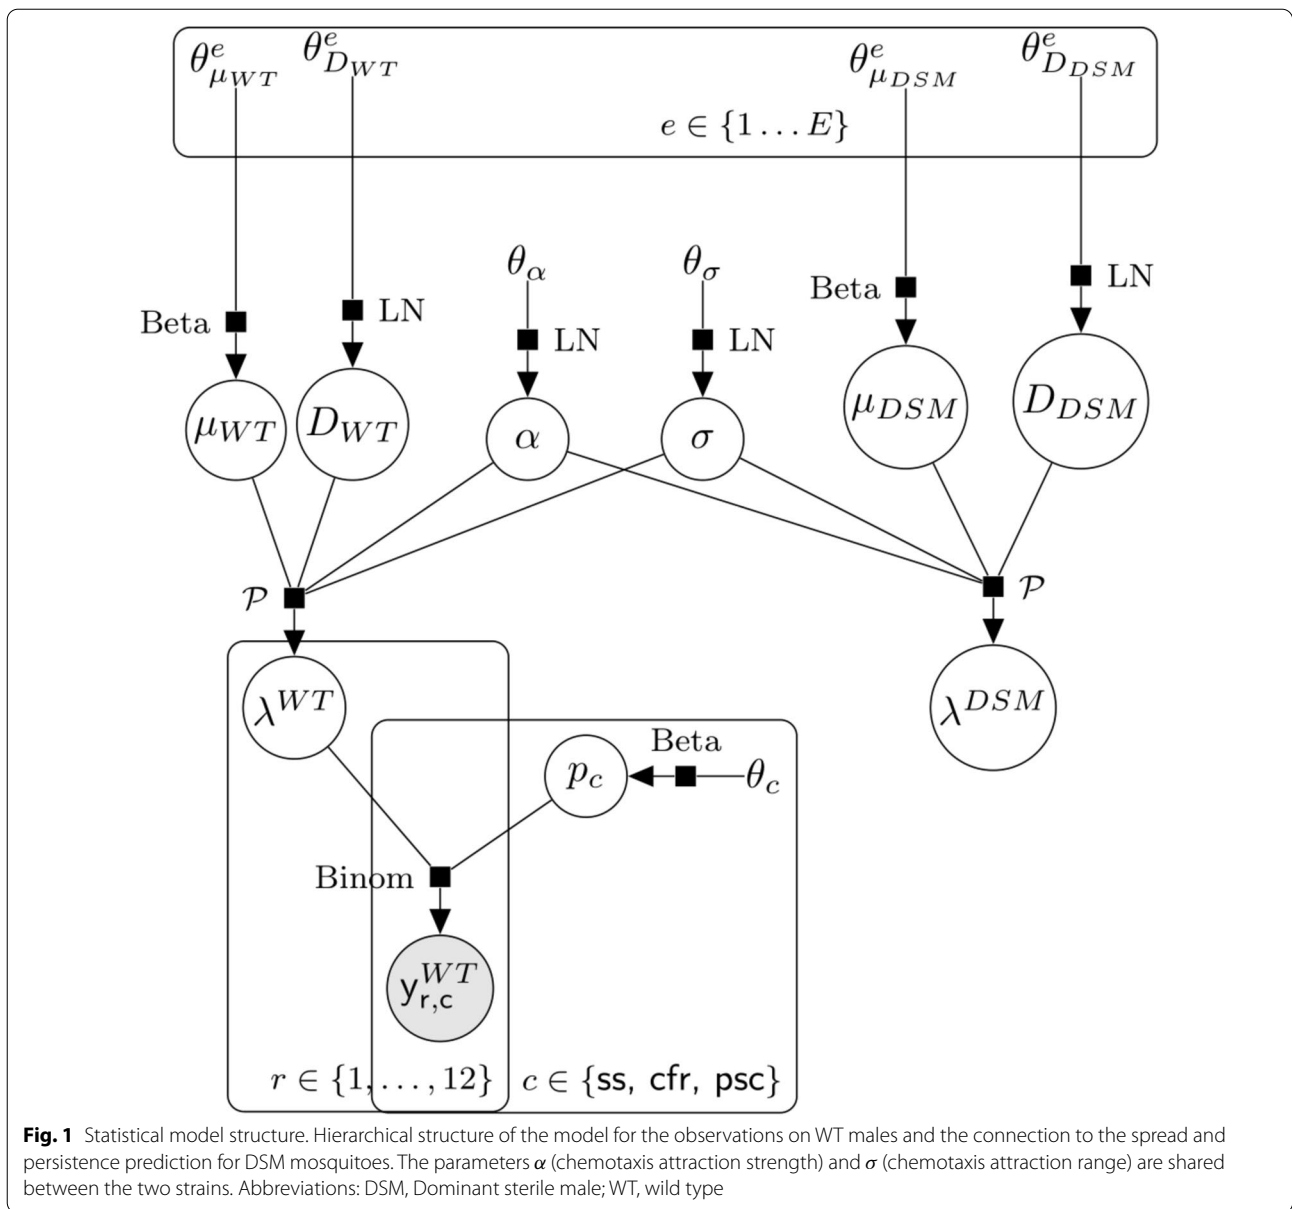 θ^e_{μ_{WT}} θ^e_{D_{WT}} θ^e_{μ_{DSM}} θ^e_{D_{DSM}}
e ∈ {1 … E}
θ_α θ_σ
Beta LN LN LN Beta LN
μ_{WT} D_{WT} α σ μ_{DSM} D_{DSM}
𝒫 𝒫
λ^{WT} λ^{DSM}
Beta
p_c θ_c
Binom
y^{WT}_{r,c}
r ∈ {1, … , 12} c ∈ {ss, cfr, psc}
Fig. 1 Statistical model structure. Hierarchical structure of the model for the observations on WT males and the connection to the spread and
persistence prediction for DSM mosquitoes. The parameters α (chemotaxis attraction strength) and σ (chemotaxis attraction range) are shared
between the two strains. Abbreviations: DSM, Dominant sterile male; WT, wild type